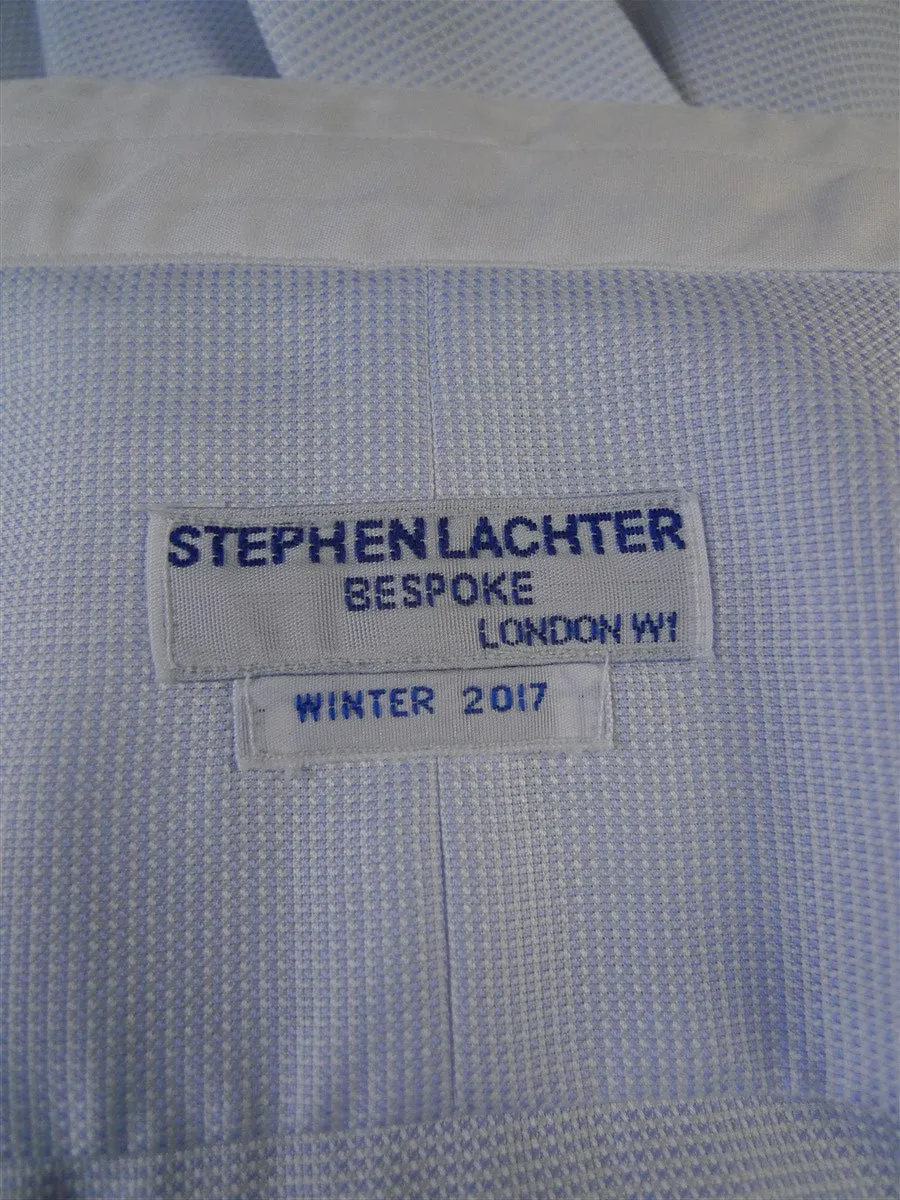 STEPHEN LACHTER
BESPOKE
LONDON W1
WINTER 2017